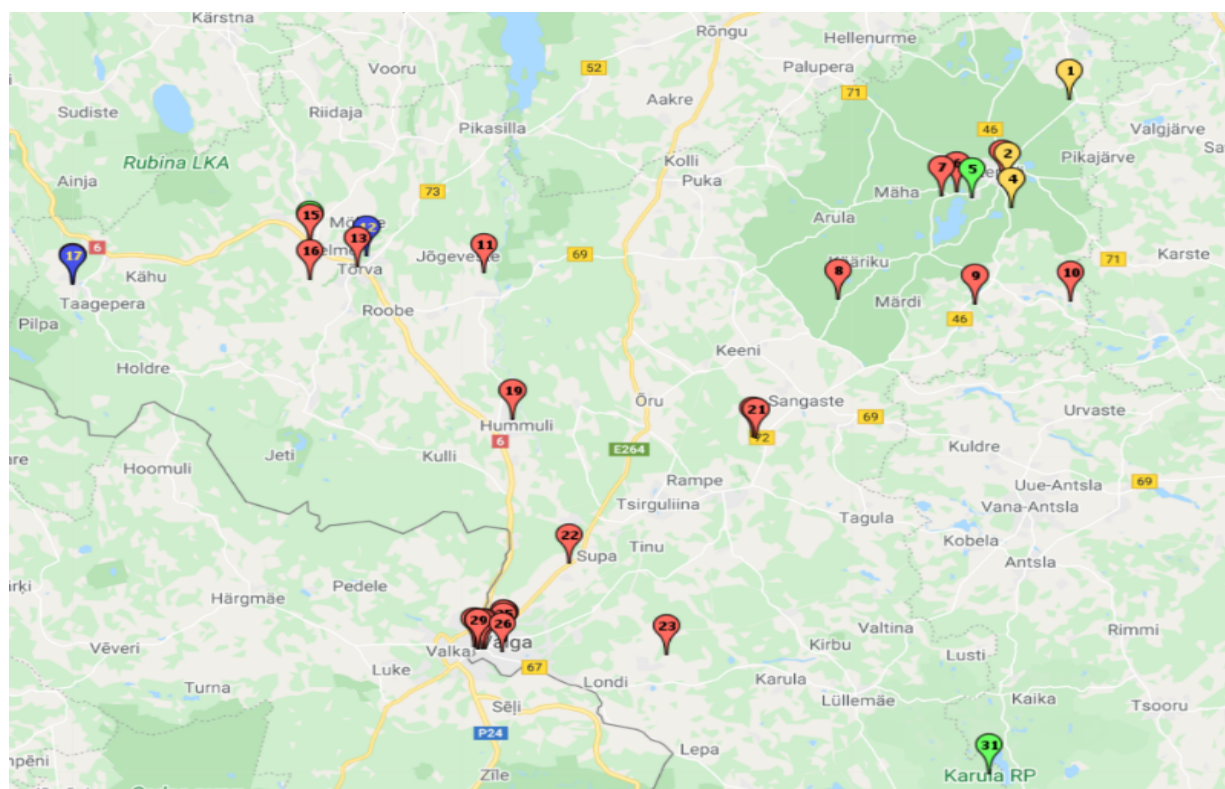 Kärstna
Rõngu
Hellenurme
Vooru
52
Palupera
1
71
Aakre
Sudiste
Riidaja
Pikasilla
46
Valgjärve
Rubina LKA
Kolli
2
Pikajärve
Ainja
73
Puka
7
5
4
Mäha
15
Arula
12
13
6
16
11
17
Jõgeveste
69
71
Karste
Kähu
Tõrva
8
9
10
Taagepera
Märdi
Roobe
46
Pilpa
Keeni
Holdre
19
Õru
21
Sangaste
69
Urvaste
Hummuli
6
E264
Kuldre
Hoomuli
Jeti
Kulli
Rampe
Uue-Antsla
69
Tsirguliina
Vana-Antsla
Tagula
22
Kobela
Supa
Tinu
Antsla
Pedele
Härgmäe
29
26
23
Valtina
Rimmi
Vēveri
Valka
Kirbu
Lusti
Luke
67
Turna
Londi
Karula
Lüllemäe
Kaika
Tsooru
Sēļi
P24
31
Lepa
Zīle
Karula RP